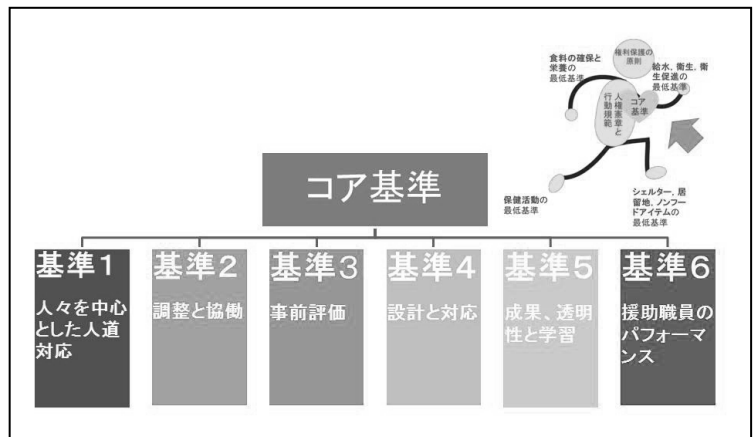 権利保護の
原則
食料の確保と
栄養の
最低基準
給水，衛生，衛
生促進の
最低基準
人権憲章と
行動規範
コア
基準
保健活動の
最低基準
シェルター，居
留地，ノンフー
ドアイテムの
最低基準
コア基準
基準1
人々を中心
とした人道
対応
基準2
調整と協働
基準3
事前評価
基準4
設計と対応
基準5
成果、透明
性と学習
基準6
援助職員の
パフォーマ
ンス